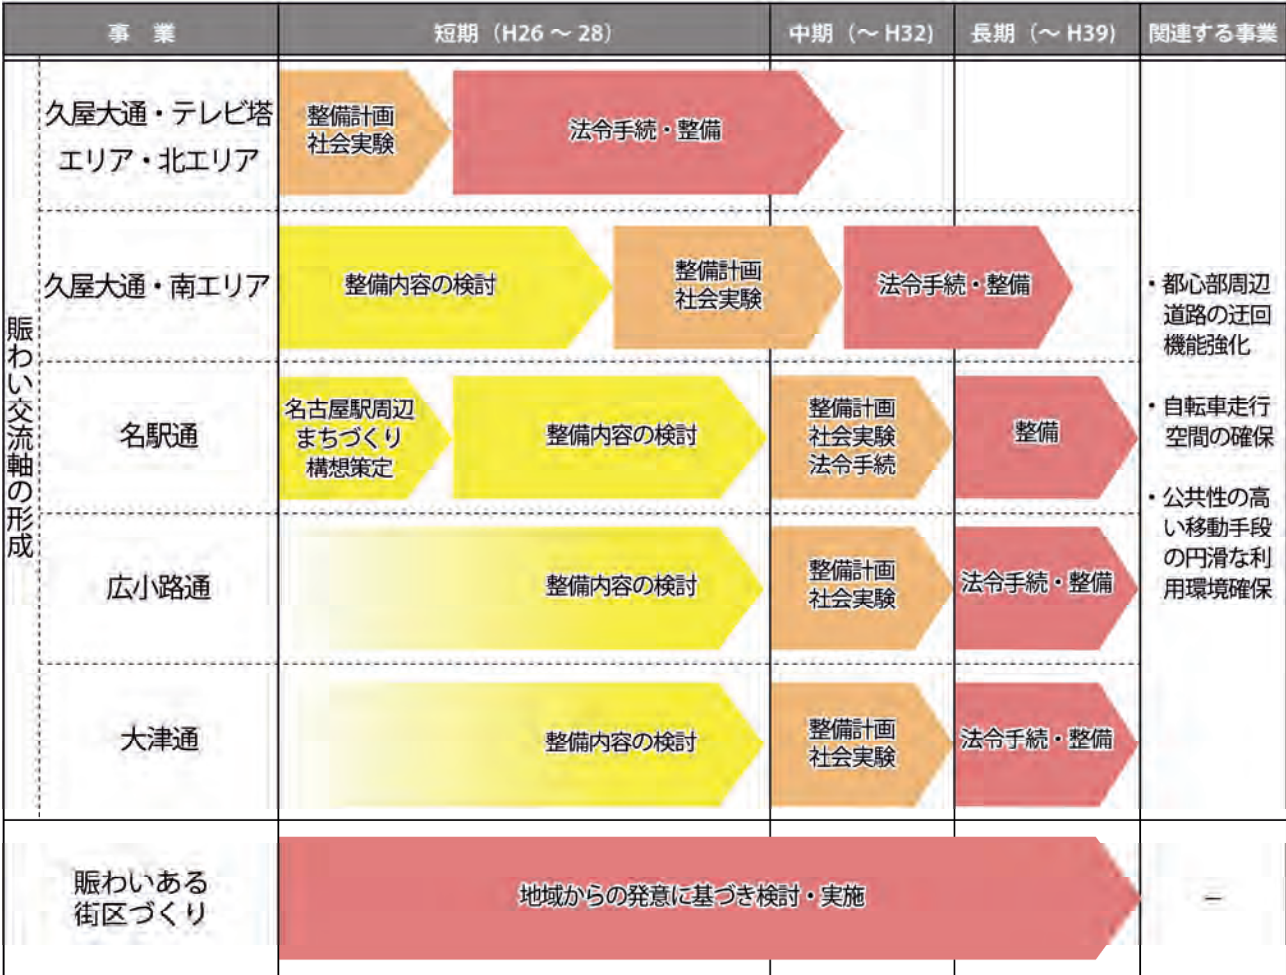 事 業
短期（H26 ～ 28）
中期（～ H32)
長期（～ H39)
関連する事業
賑わい交流軸の形成
久屋大通・テレビ塔
エリア・北エリア
整備計画
社会実験
法令手続・整備
久屋大通・南エリア
整備内容の検討
整備計画
社会実験
法令手続・整備
名駅通
名古屋駅周辺
まちづくり
構想策定
整備内容の検討
整備計画
社会実験
法令手続
整備
広小路通
整備内容の検討
整備計画
社会実験
法令手続・整備
大津通
整備内容の検討
整備計画
社会実験
法令手続・整備
・都心部周辺
道路の迂回
機能強化
・自転車走行
空間の確保
・公共性の高
い移動手段
の円滑な利
用環境確保
賑わいある
街区づくり
地域からの発意に基づき検討・実施
－